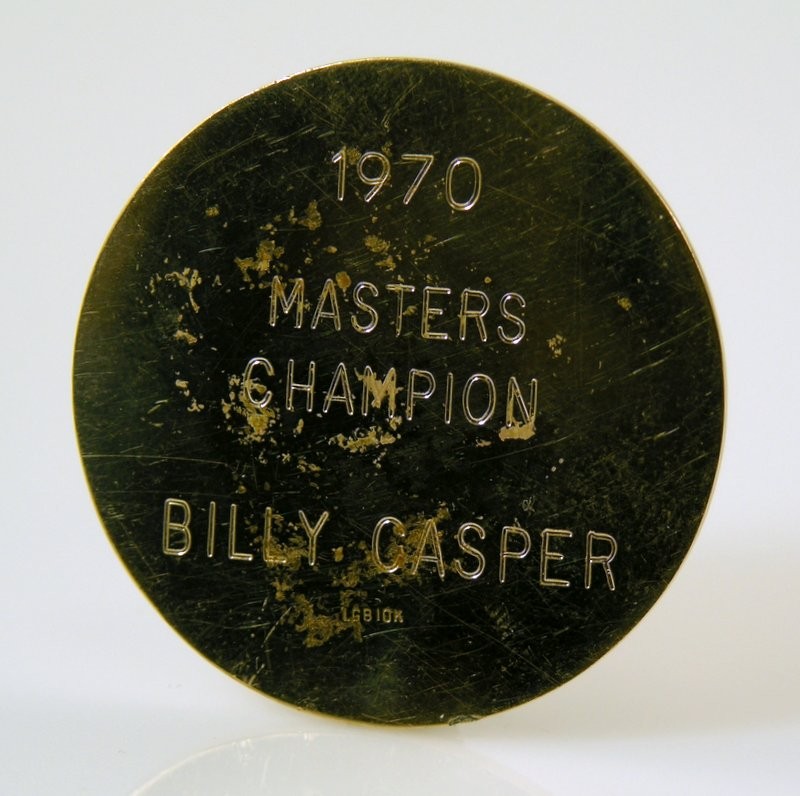 1970
MASTERS
CHAMPION
BILLY CASPER
LGB10K